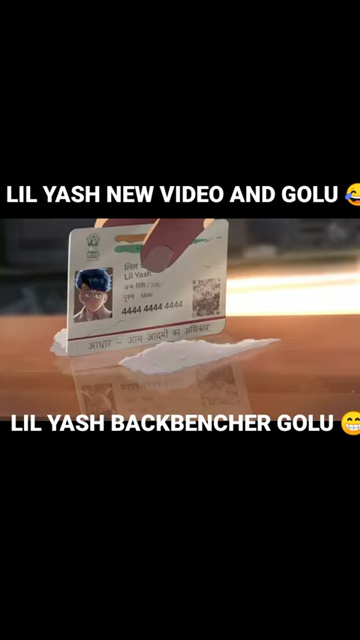 LIL YASH NEW VIDEO AND GOLU 😂
लिल
Lil Yash
Male
4444 4444 4444
आधार - आम आदमी का अधिकार
LIL YASH BACKBENCHER GOLU 😁